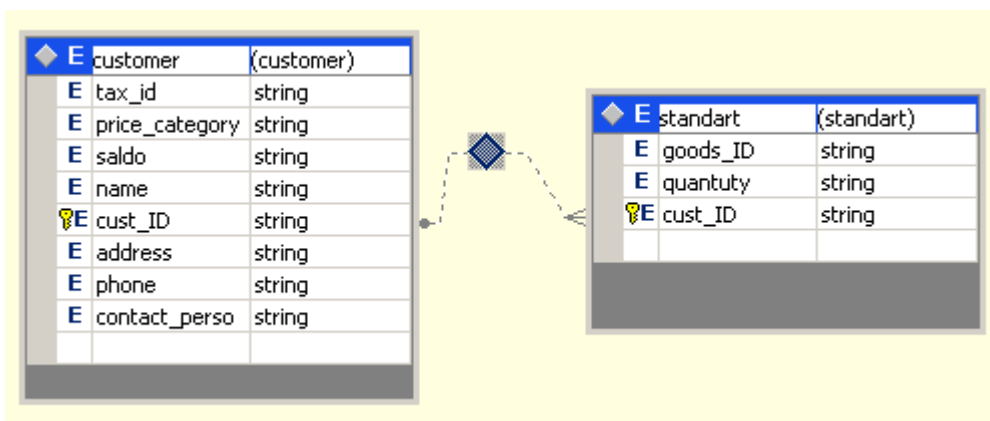 E customer (customer)
E tax_id string
E price_category string
E saldo string
E name string
E cust_ID string
E address string
E phone string
E contact_perso string
E standart (standart)
E goods_ID string
E quantuty string
E cust_ID string